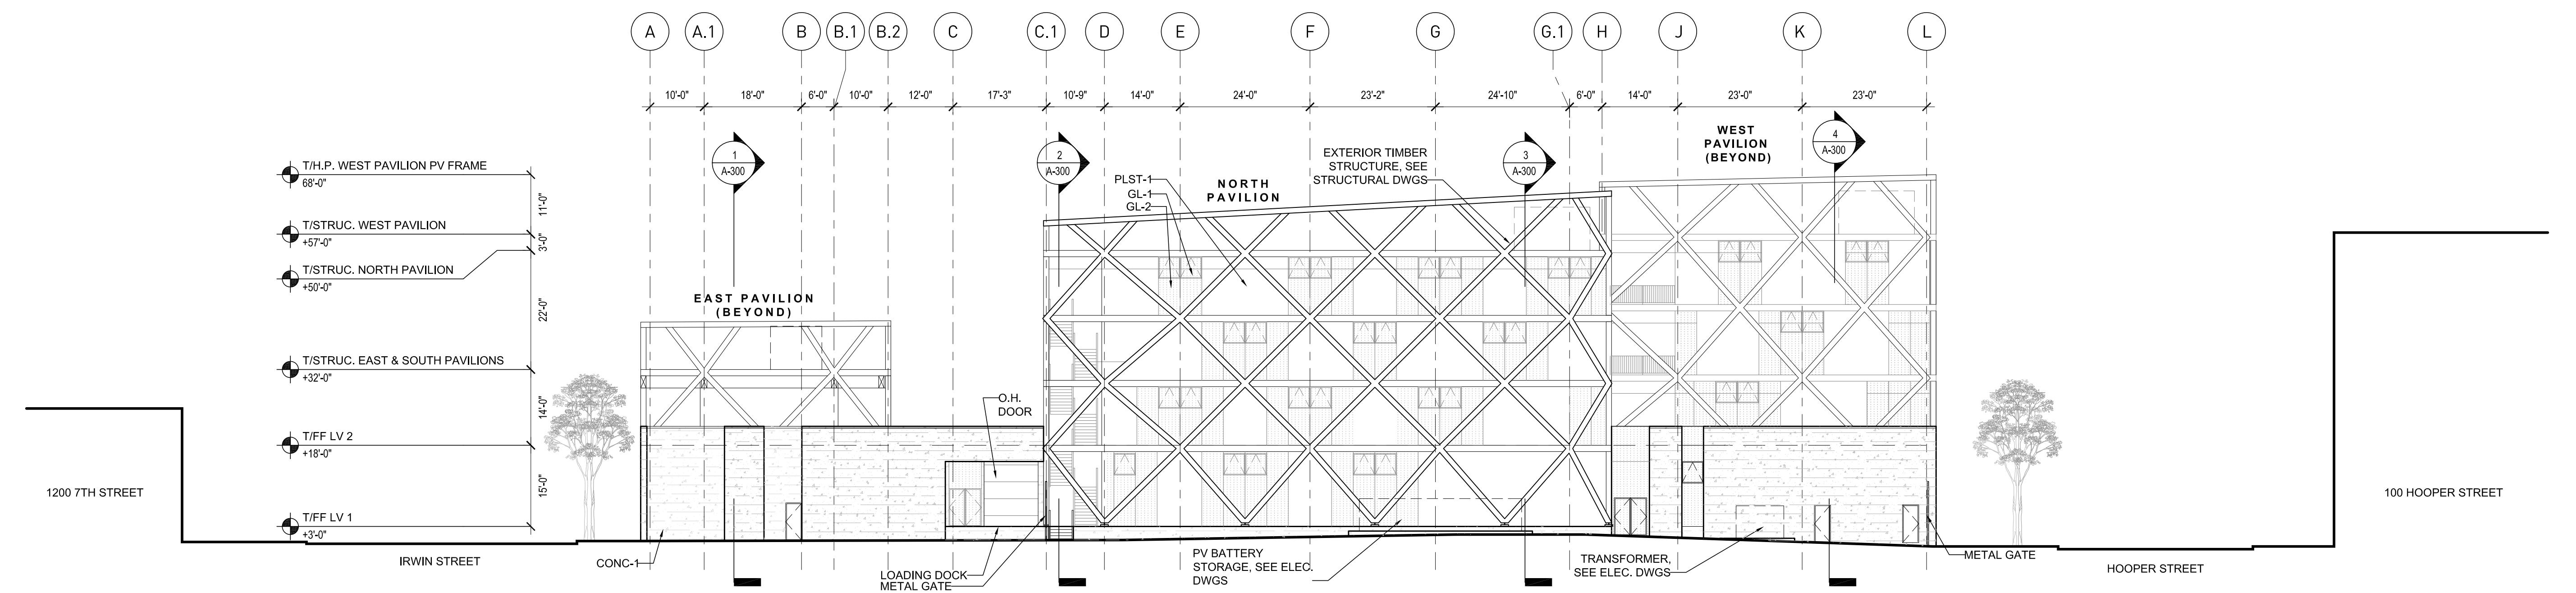 A
A.1
B
B.1
B.2
C
C.1
D
E
F
G
G.1
H
J
K
L
10'-0"
18'-0"
6'-0"
10'-0"
12'-0"
17'-3"
10'-9"
14'-0"
24'-0"
23'-2"
24'-10"
6'-0"
14'-0"
23'-0"
23'-0"
1
A-300
2
A-300
3
A-300
4
A-300
WEST
PAVILION
(BEYOND)
EXTERIOR TIMBER
STRUCTURE, SEE
STRUCTURAL DWGS
NORTH
PAVILION
PLST-1
GL-1
GL-2
EAST PAVILION
(BEYOND)
T/H.P. WEST PAVILION PV FRAME
68'-0"
11'-0"
T/STRUC. WEST PAVILION
+57'-0"
3'-0"
T/STRUC. NORTH PAVILION
+50'-0"
22'-0"
T/STRUC. EAST & SOUTH PAVILIONS
+32'-0"
14'-0"
T/FF LV 2
+18'-0"
15'-0"
T/FF LV 1
+3'-0"
O.H.
DOOR
1200 7TH STREET
100 HOOPER STREET
IRWIN STREET
CONC-1
LOADING DOCK
METAL GATE
PV BATTERY
STORAGE, SEE ELEC.
DWGS
TRANSFORMER,
SEE ELEC. DWGS
METAL GATE
HOOPER STREET